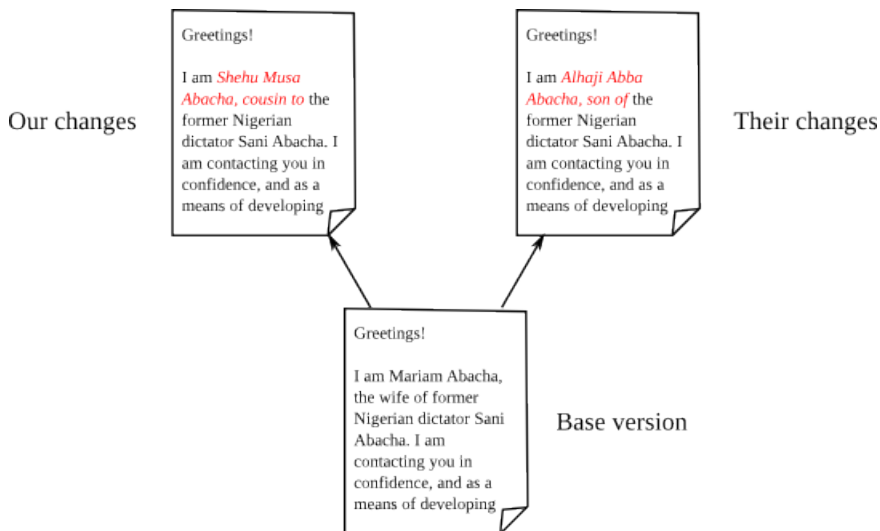 Greetings!
I am Shehu Musa
Abacha, cousin to the
former Nigerian
dictator Sani Abacha. I
am contacting you in
confidence, and as a
means of developing
Our changes
Greetings!
I am Alhaji Abba
Abacha, son of the
former Nigerian
dictator Sani Abacha. I
am contacting you in
confidence, and as a
means of developing
Their changes
Greetings!
I am Mariam Abacha,
the wife of former
Nigerian dictator Sani
Abacha. I am
contacting you in
confidence, and as a
means of developing
Base version